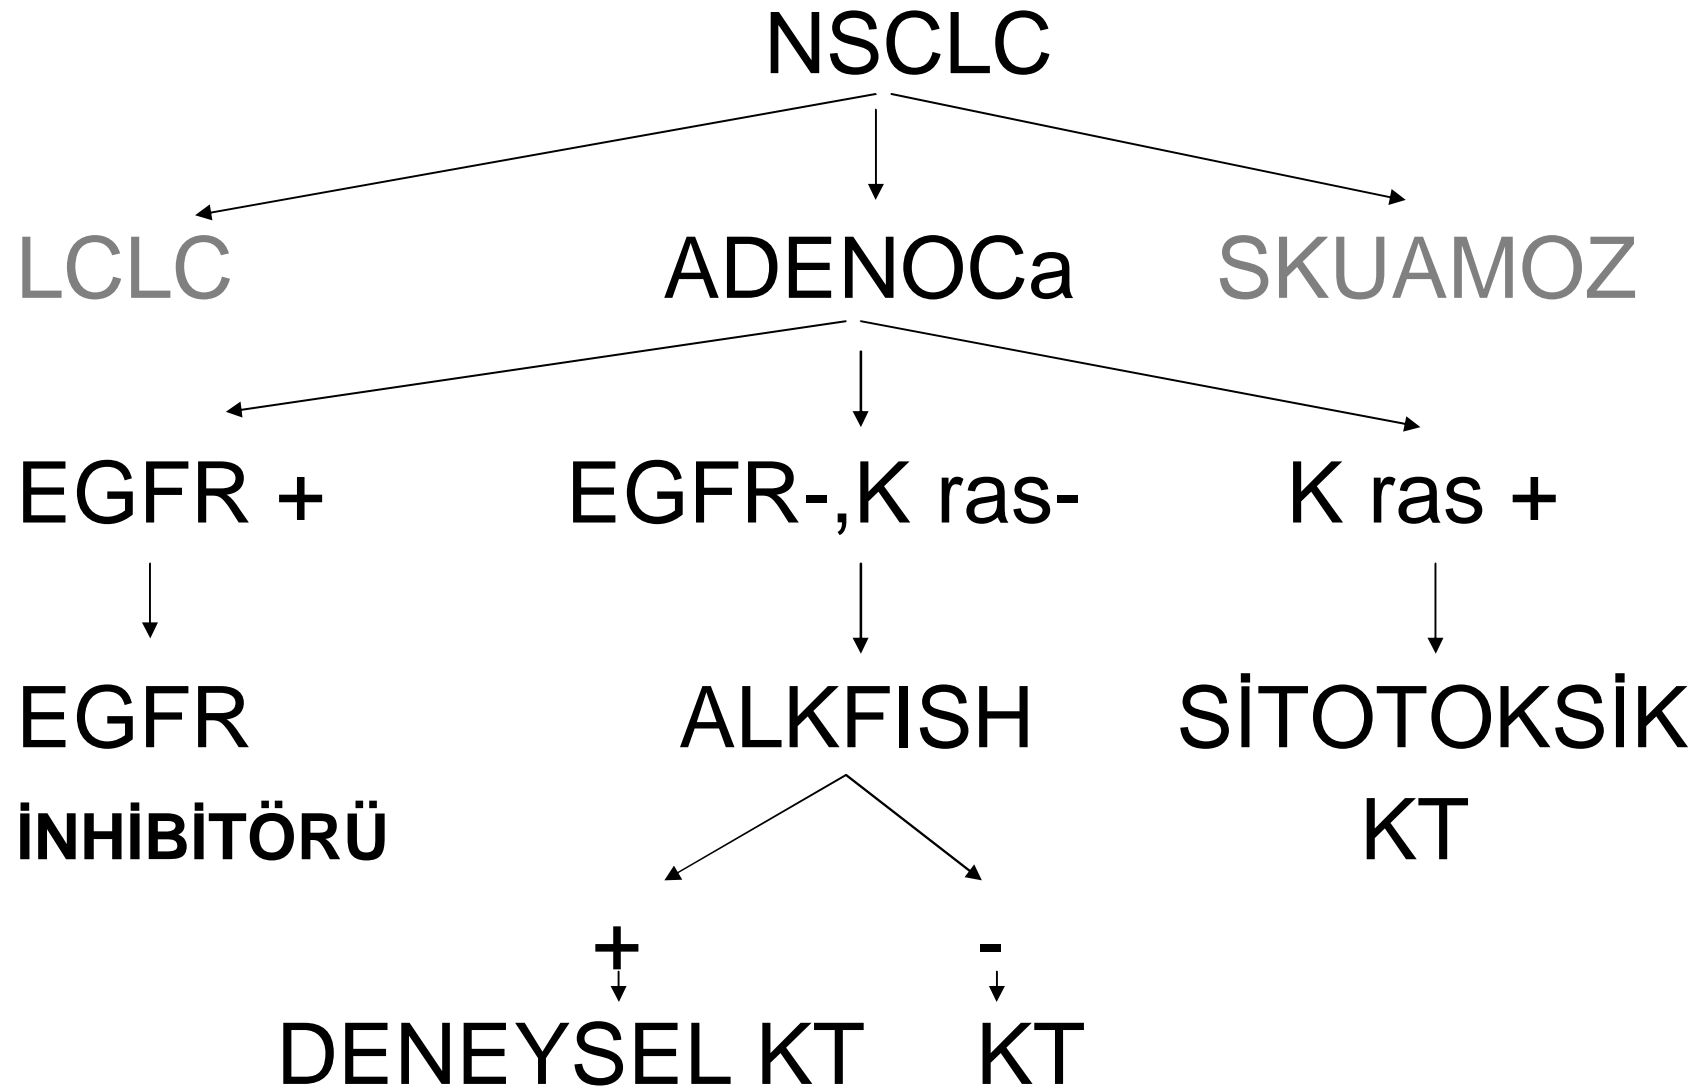 NSCLC
LCLC ADENOCa SKUAMOZ
EGFR + EGFR-,K ras- K ras +
EGFR ALKFISH SİTOTOKSİK
İNHİBİTÖRÜ KT
+ -
DENEYSEL KT KT